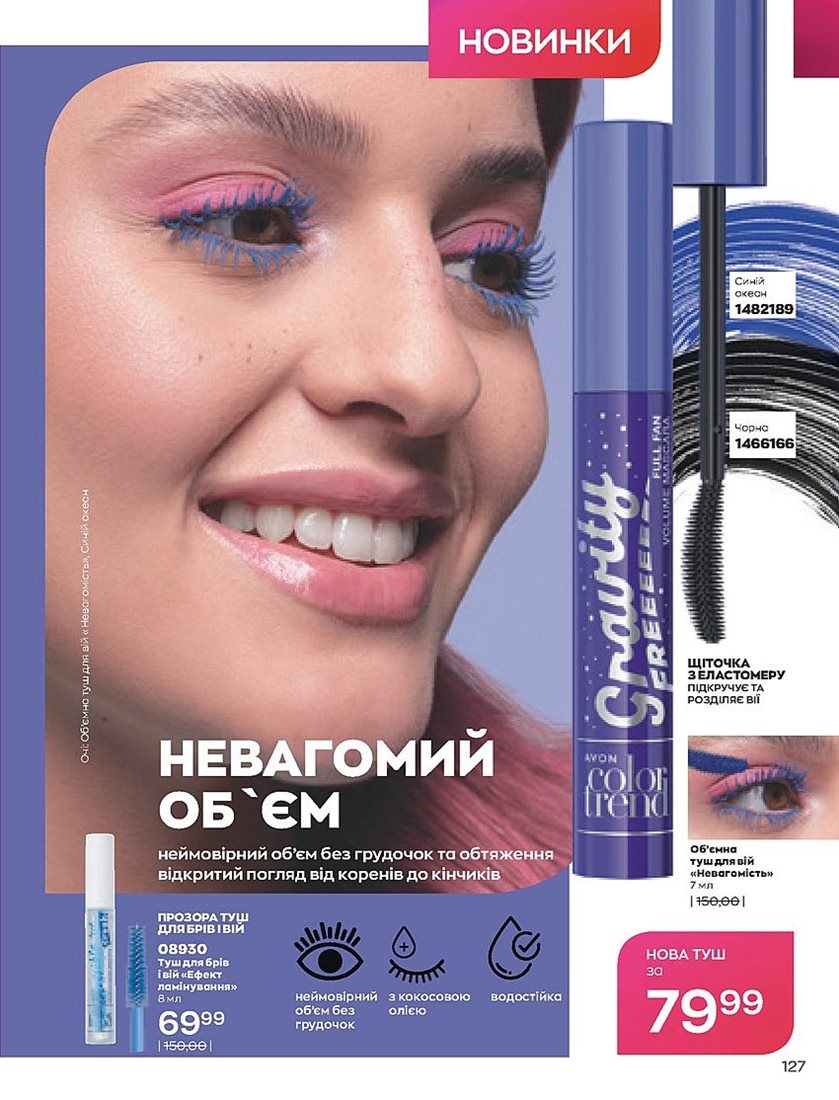 НОВИНКИ
Синій
океан
1482189
Чорна
1466166
Gravity
FREEEEEE
FULL FAN
VOLUME MASCARA
AVON
color
trend
ЩІТОЧКА
З ЕЛАСТОМЕРУ
ПІДКРУЧУЄ ТА
РОЗДІЛЯЄ ВІЇ
Очі: Об'ємна туш для вій «Невагомість», Синій океан
НЕВАГОМИЙ
ОБ`ЄМ
неймовірний об'єм без грудочок та обтяження
відкритий погляд від коренів до кінчиків
Об'ємна
туш для вій
«Невагомість»
7 мл
|150,00|
ПРОЗОРА ТУШ
ДЛЯ БРІВ І ВІЙ
08930
Туш для брів
і вій «Ефект
ламінування»
8 мл
69 99
|150,00|
неймовірний
об'єм без
грудочок
з кокосовою
олією
водостійка
НОВА ТУШ
за
79 99
127